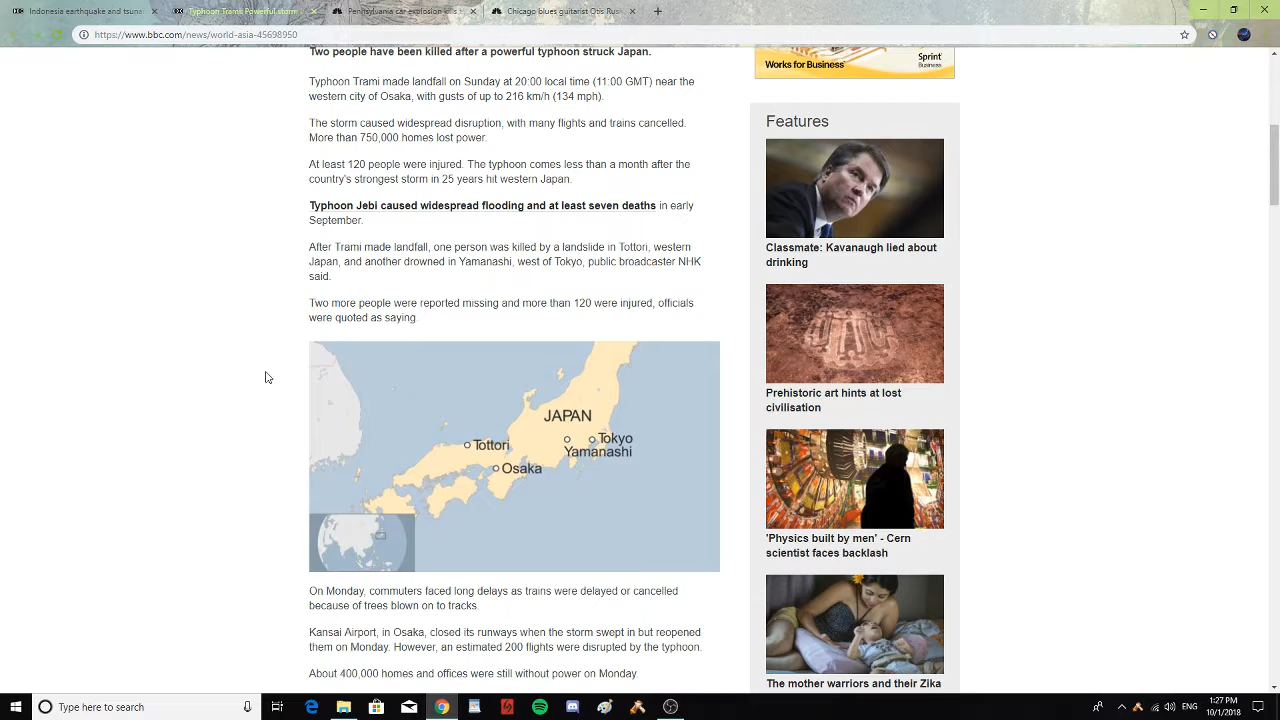 Indonesia earthquake and tsuna
Typhoon Trami: Powerful storm
Pennsylvania car explosion
Chicago blues guitarist Otis Rus
https://www.bbc.com/news/world-asia-45698950
Two people have been killed after a powerful typhoon struck Japan.
Typhoon Trami made landfall on Sunday at 20:00 local time (11:00 GMT) near the
western city of Osaka, with gusts of up to 216 km/h (134 mph).
The storm caused widespread disruption, with many flights and trains cancelled.
More than 750,000 homes lost power.
At least 120 people were injured. The typhoon comes less than a month after the
country's strongest storm in 25 years hit western Japan.
Typhoon Jebi caused widespread flooding and at least seven deaths in early
September.
After Trami made landfall, one person was killed by a landslide in Tottori, western
Japan, and another drowned in Yamanashi, west of Tokyo, public broadcaster NHK
said.
Two more people were reported missing and more than 120 were injured, officials
were quoted as saying.
JAPAN
Tottori
Tokyo
Yamanashi
Osaka
On Monday, commuters faced long delays as trains were delayed or cancelled
because of trees blown on to tracks.
Kansai Airport, in Osaka, closed its runways when the storm swept in but reopened
them on Monday. However, an estimated 200 flights were disrupted by the typhoon.
About 400,000 homes and offices were still without power on Monday.
Works for Business
Sprint
Business
Features
Classmate: Kavanaugh lied about
drinking
Prehistoric art hints at lost
civilisation
'Physics built by men' - Cern
scientist faces backlash
The mother warriors and their Zika
Type here to search
1:27 PM
10/1/2018